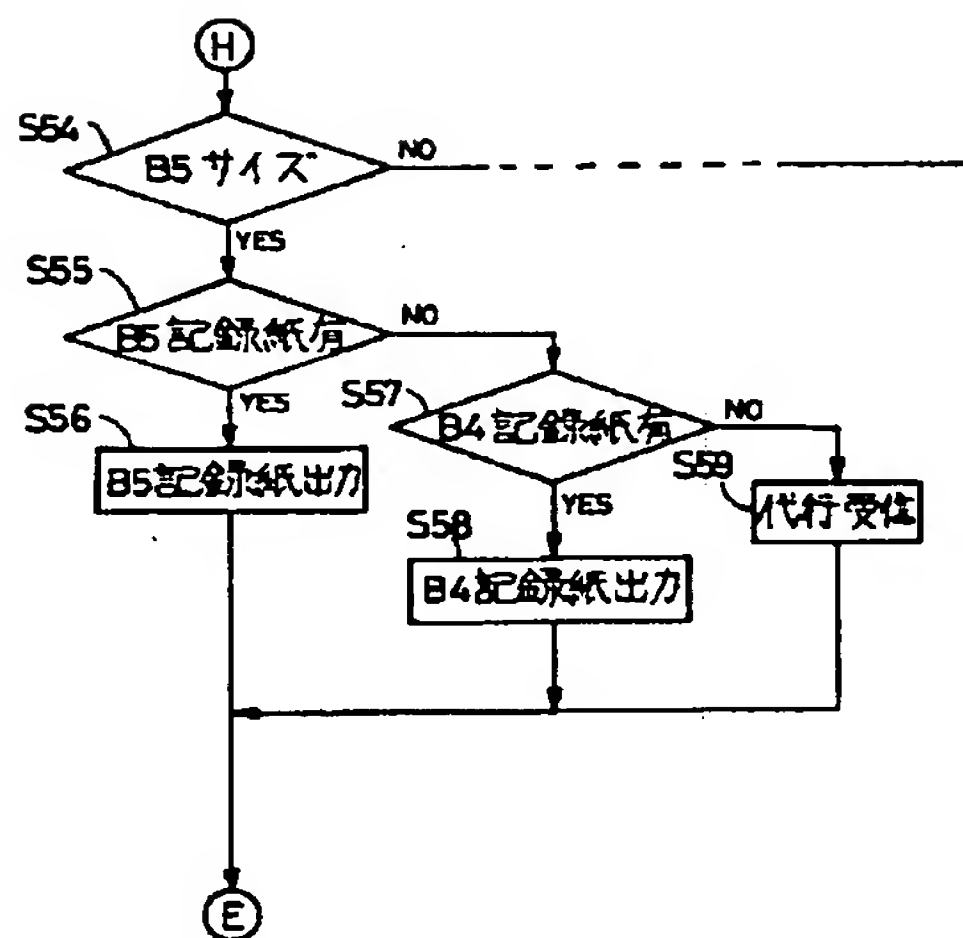 H
S54
B5サイズ
NO
YES
S55
B5記録紙有
NO
YES
S57
B4記録紙有
NO
S56
B5記録紙出力
YES
S59
代行受信
S58
B4記録紙出力
E